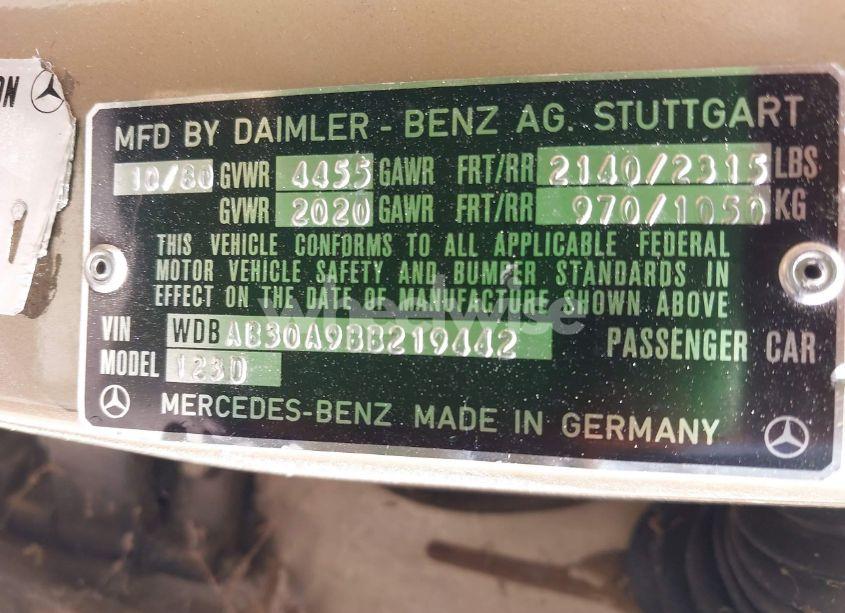 ON
MFD BY DAIMLER - BENZ AG. STUTTGART
10/80 GVWR 4455 GAWR FRT/RR 2140/2315 LBS
GVWR 2020 GAWR FRT/RR 970/1050 KG
THIS VEHICLE CONFORMS TO ALL APPLICABLE FEDERAL
MOTOR VEHICLE SAFETY AND BUMPER STANDARDS IN
EFFECT ON THE DATE OF MANUFACTURE SHOWN ABOVE
wheelwise
VIN WDBAB30A9BB219442 PASSENGER CAR
MODEL 123D
MERCEDES-BENZ MADE IN GERMANY